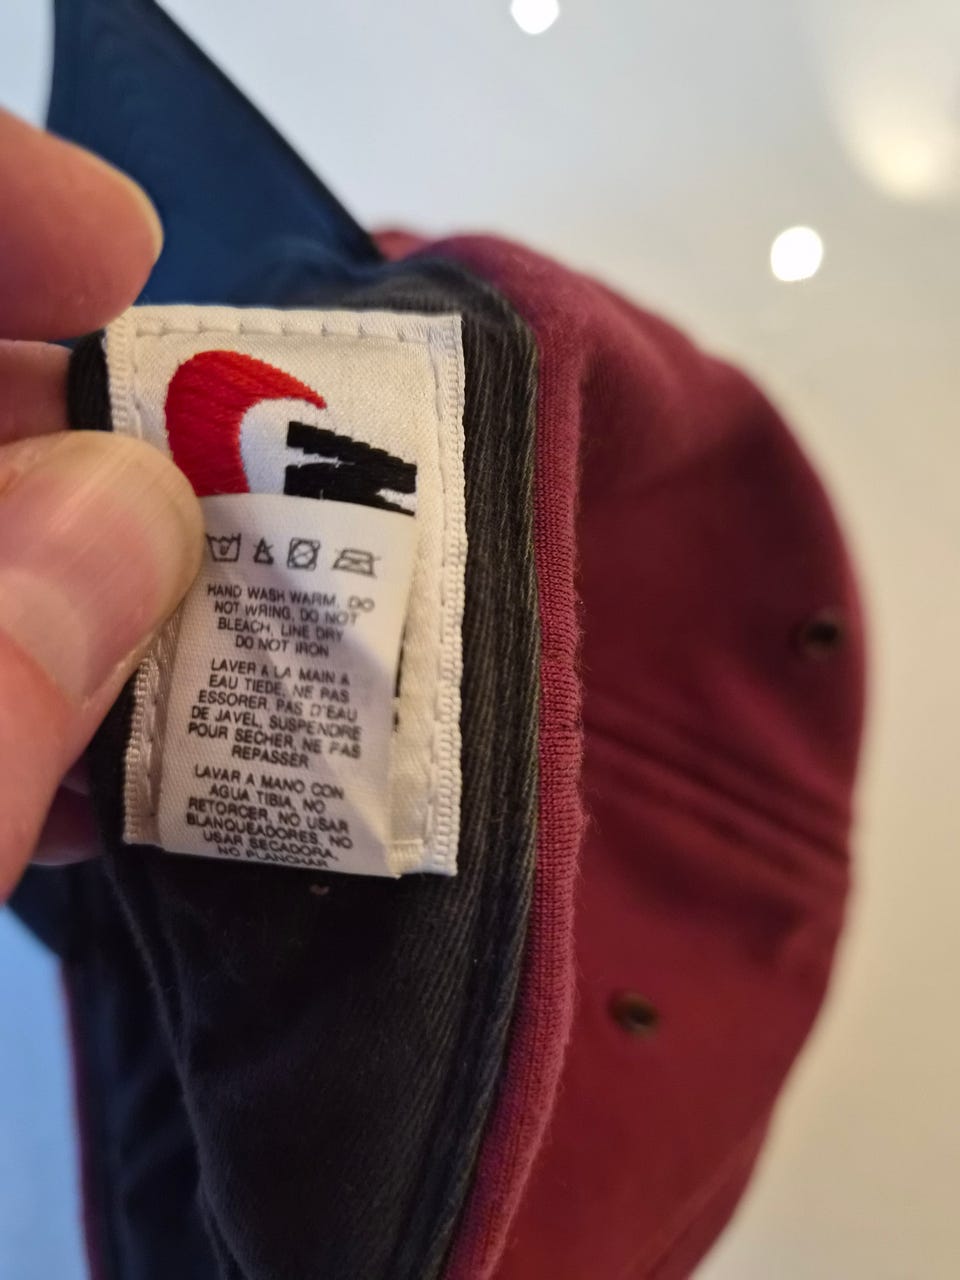 N
HAND WASH WARM, DO
NOT WRING, DO NOT
BLEACH, LINE DRY
DO NOT IRON
LAVER A LA MAIN A
EAU TIEDE, NE PAS
ESSORER, PAS D'EAU
DE JAVEL, SUSPENDRE
POUR SECHER, NE PAS
REPASSER
LAVAR A MANO CON
AGUA TIBIA, NO
RETORCER, NO USAR
BLANQUEADORES, NO
USAR SECADORA,
NO PLANCHAR